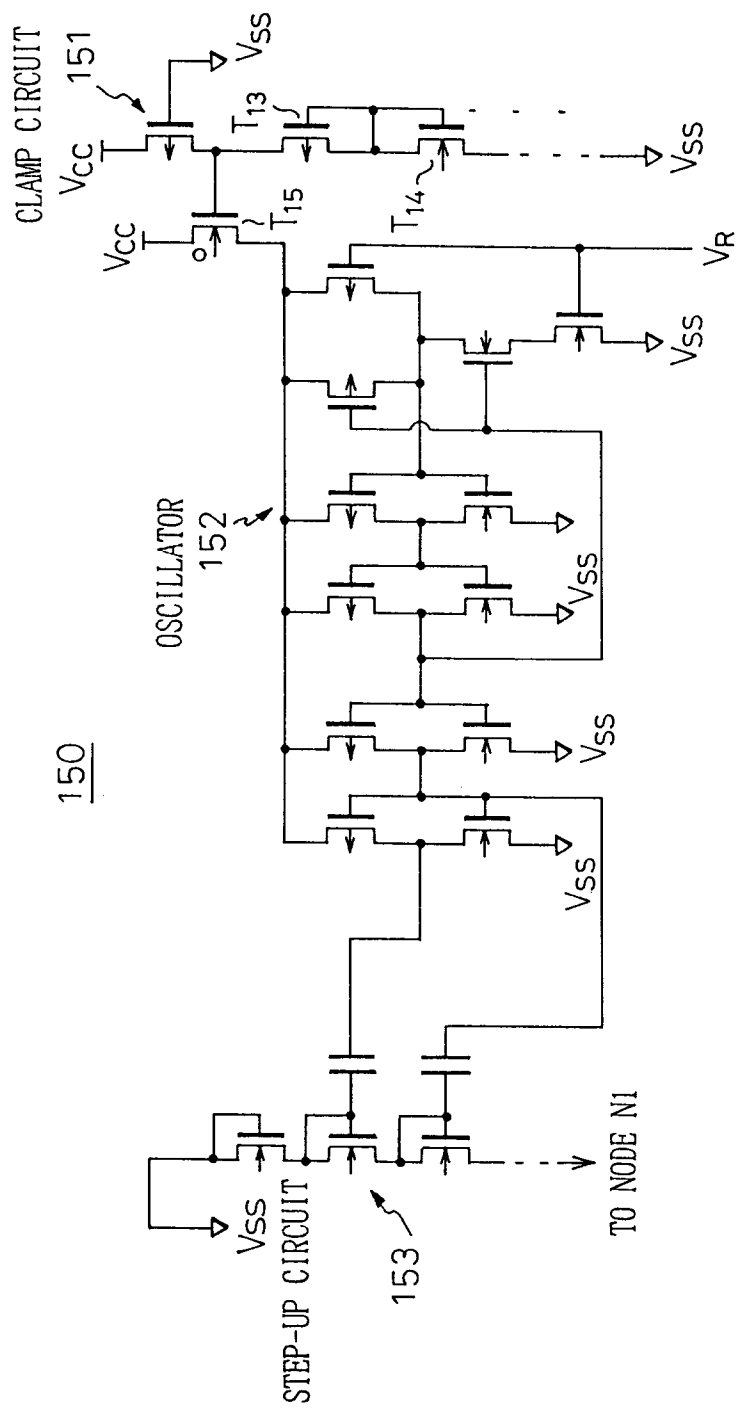 CLAMP CIRCUIT
151
150
VCC
VCC
OSCILLATOR
152
VSS
T13
VSS
T15
STEP-UP CIRCUIT
153
T14
VSS
VSS
VSS
TO NODE N1
VSS
VSS
VR